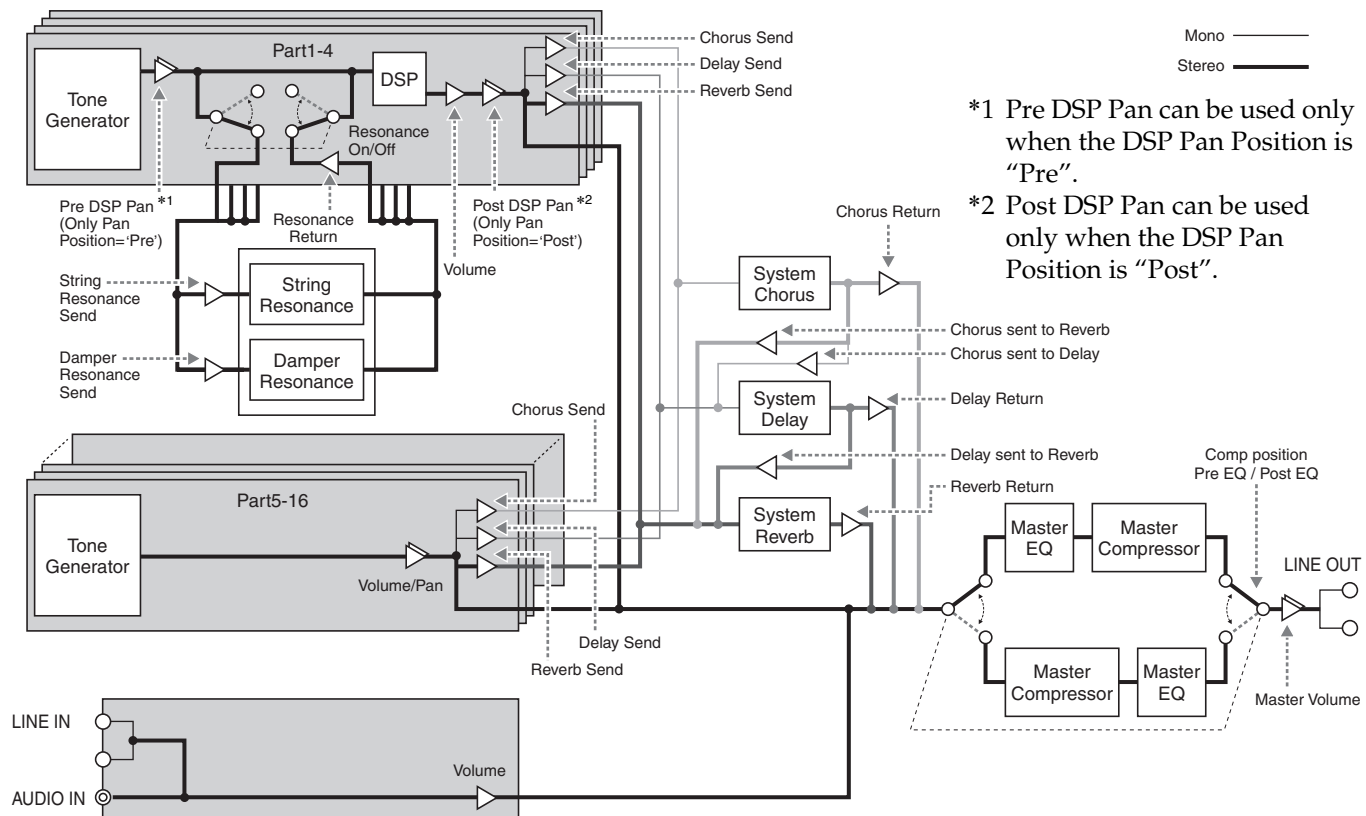 Part1-4
Tone
Generator
DSP
Resonance
On/Off
Chorus Send
Delay Send
Reverb Send
Mono
Stereo
*1 Pre DSP Pan can be used only
when the DSP Pan Position is
“Pre”.
*2 Post DSP Pan can be used
only when the DSP Pan
Position is “Post”.
Pre DSP Pan *1
(Only Pan
Position=‘Pre’)
Resonance
Return
Post DSP Pan *2
(Only Pan
Position=‘Post’)
Volume
String
Resonance
Send
String
Resonance
Damper
Resonance
Send
Damper
Resonance
Chorus Return
System
Chorus
Chorus sent to Reverb
Chorus sent to Delay
System
Delay
Delay Return
Delay sent to Reverb
Reverb Return
System
Reverb
Chorus Send
Part5-16
Tone
Generator
Volume/Pan
Delay Send
Reverb Send
Comp position
Pre EQ / Post EQ
Master
EQ
Master
Compressor
LINE OUT
Master
Compressor
Master
EQ
Master Volume
LINE IN
AUDIO IN
Volume